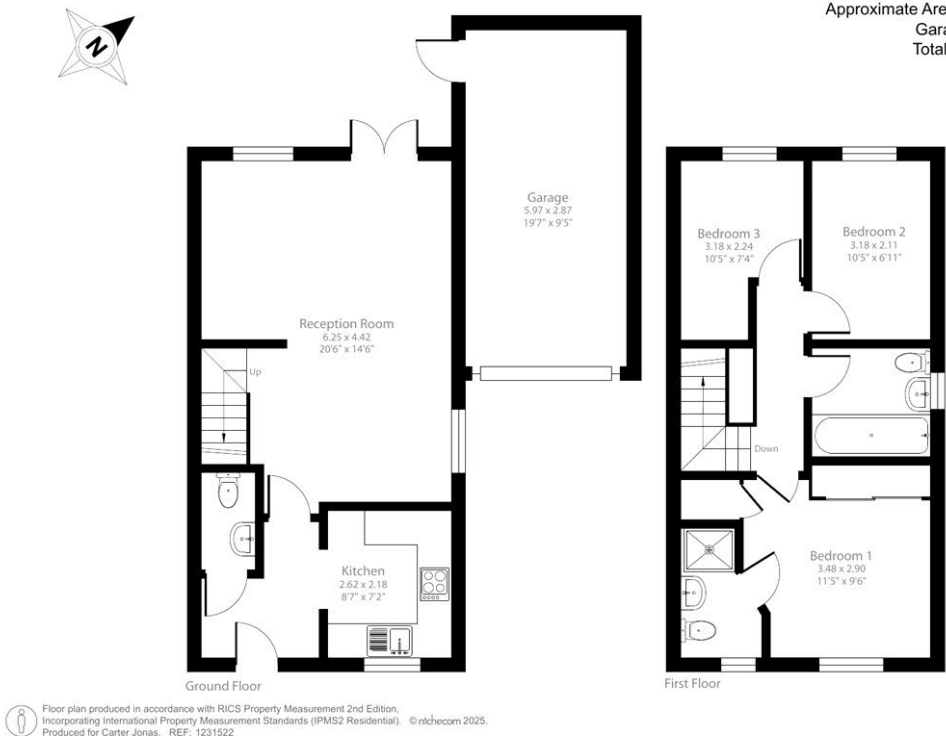 Approximate Are
Gara
Total
N
Garage
5.97 x 2.87
19'7" x 9'5"
Reception Room
6.25 x 4.42
20'6" x 14'6"
Up
Kitchen
2.62 x 2.18
8'7" x 7'2"
Ground Floor
Bedroom 3
3.18 x 2.24
10'5" x 7'4"
Bedroom 2
3.18 x 2.11
10'5" x 6'11"
Down
Bedroom 1
3.48 x 2.90
11'5" x 9'6"
First Floor
Floor plan produced in accordance with RICS Property Measurement 2nd Edition,
Incorporating International Property Measurement Standards (IPMS2 Residential). © nichecom 2025.
Produced for Carter Jonas. REF: 1231522